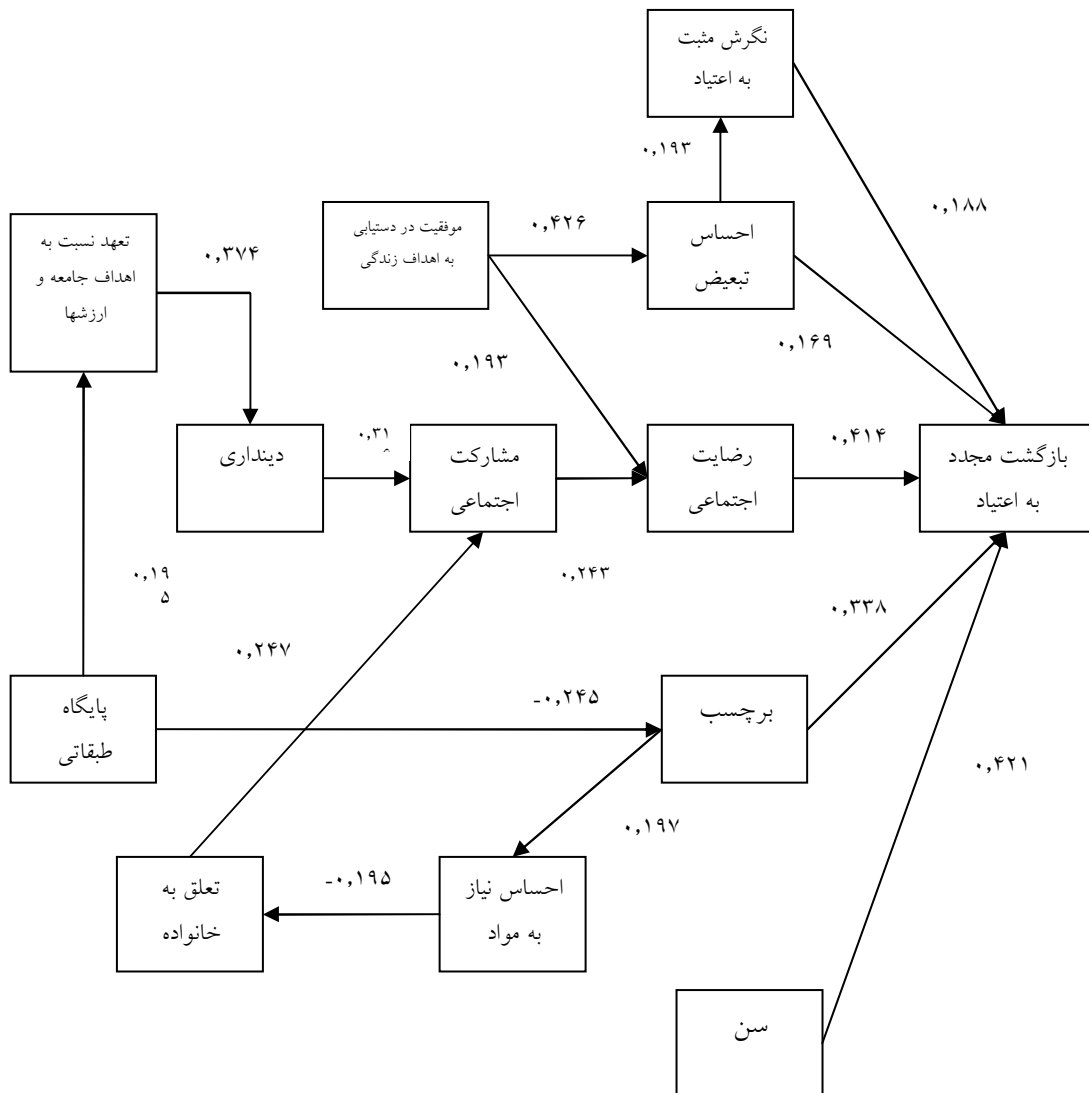 نگرش مثبت
به اعتیاد
۰,۱۹۳
۰,۱۸۸
موفقیت در دستیابی
به اهداف زندگی
۰,۴۲۶
احساس
تبعیض
تعهد نسبت به
اهداف جامعه و
ارزشها
۰,۳۷۴
۰,۱۶۹
۰,۱۹۳
دینداری
۰,۳۱
مشارکت
اجتماعی
رضایت
اجتماعی
۰,۴۱۴
بازگشت مجدد
به اعتیاد
۰,۱۹
۵
۰,۲۴۳
۰,۳۳۸
۰,۲۴۷
پایگاه
طبقاتی
-۰,۲۴۵
برچسب
۰,۴۲۱
۰,۱۹۷
تعلق به
خانواده
-۰,۱۹۵
احساس نیاز
به مواد
سن